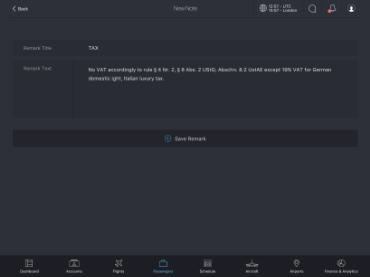 Back
New Note
12:57 - UTC
15:57 - London
Remark Title
TAX
Remark Text
No VAT accordingly to rule § 4 Nr. 2, § 8 Abs. 2 UStG, Abschn. 8.2 UstAE except 19% VAT for German
domestic ight, Italian luxury tax.
Save Remark
Dashboard
Accounts
Flights
Passengers
Schedule
Aircraft
Airports
Finance & Analytics